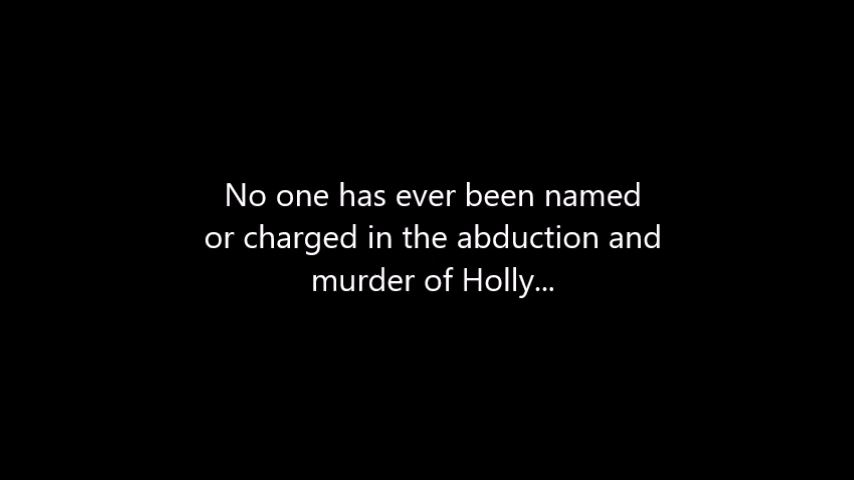 No one has ever been named
or charged in the abduction and
murder of Holly...